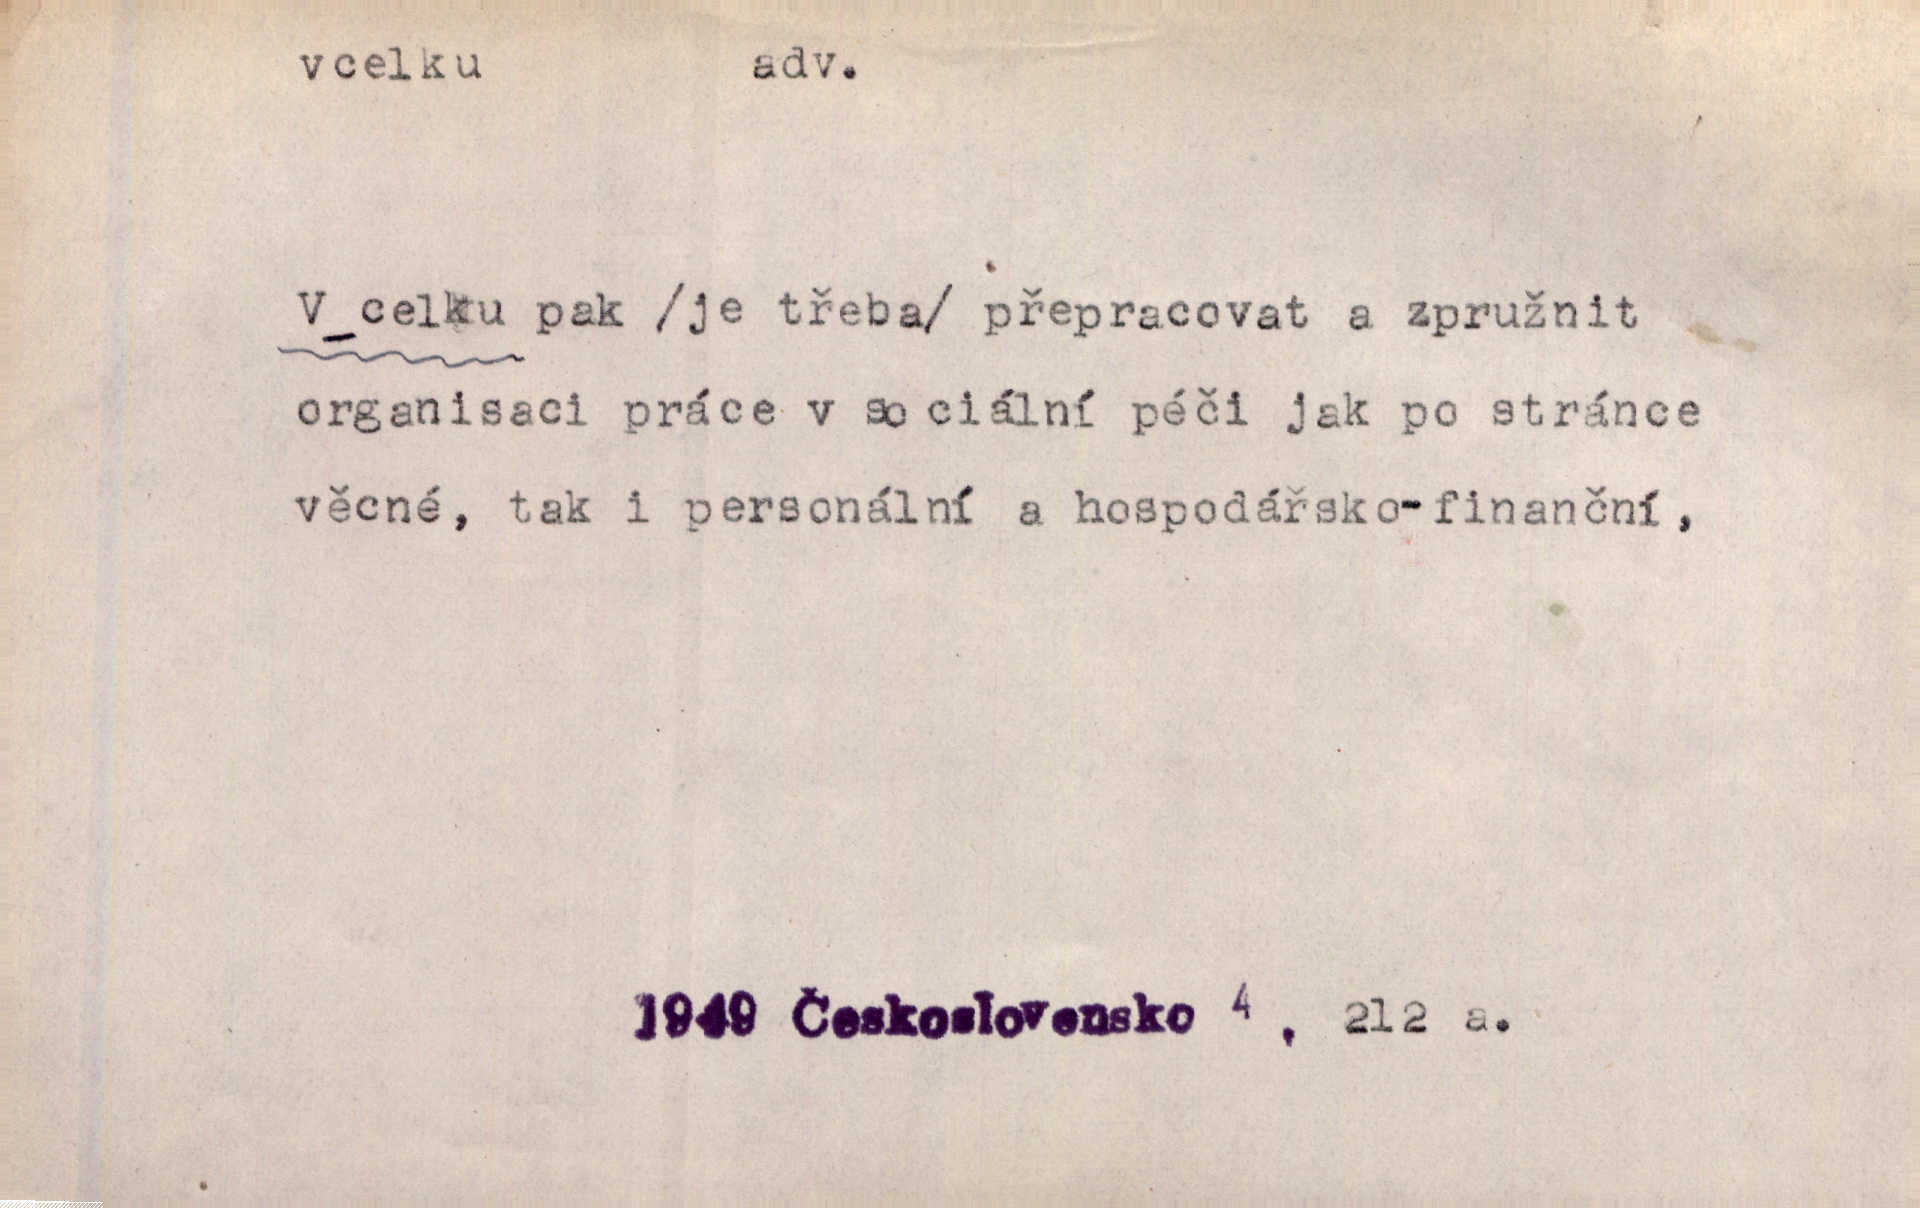 vcelku adv.
V_celku pak /je třeba/ přepracovat a zpružnit
organisaci práce v sociální péči jak po stránce
věcné, tak i personální a hospodářsko-finanční,
1949 Československo 4, 212 a.